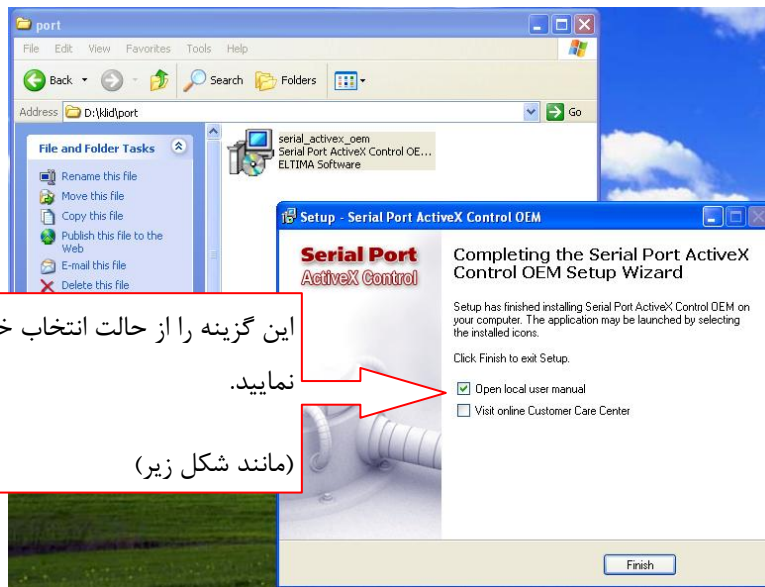 port
File Edit View Favorites Tools Help
Back Search Folders
Address D:\klid\port Go
File and Folder Tasks
Rename this file
Move this file
Copy this file
Publish this file to the
Web
E-mail this file
Delete this file
serial_activex_oem
Serial Port ActiveX Control OE...
ELTIMA Software
Setup - Serial Port ActiveX Control OEM
Serial Port
ActiveX Control
Completing the Serial Port ActiveX
Control OEM Setup Wizard
Setup has finished installing Serial Port ActiveX Control OEM on
your computer. The application may be launched by selecting
the installed icons.
Click Finish to exit Setup.
Open local user manual
Visit online Customer Care Center
Finish
این گزینه را از حالت انتخاب
نمایید.
(مانند شکل زیر)